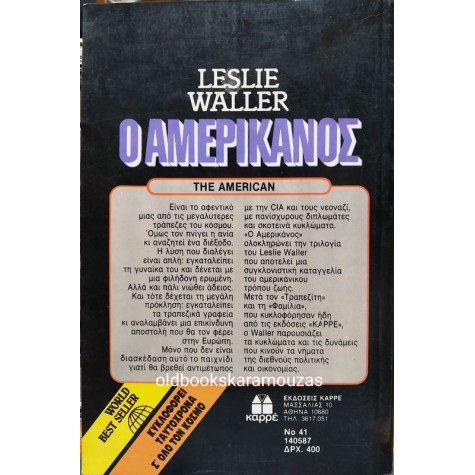 LESLIE
WALLER
Ο ΑΜΕΡΙΚΑΝΟΣ
THE AMERICAN
Είναι το αφεντικό
μιας από τις μεγαλύτερες
τράπεζες του κόσμου.
Όμως τον πνίγει η ανία
κι αναζητεί ένα διέξοδο.
Η λύση που διαλέγει
είναι απλή: εγκαταλείπει
τη γυναίκα του και δένεται με
μια φιλήδονη ερωμένη.
Αλλά και πάλι νιώθει άδειος.
Και τότε δέχεται τη μεγάλη
πρόκληση: εγκαταλείπει
τα τραπεζικά γραφεία
κι αναλαμβάνει μια επικίνδυνη
αποστολή που θα τον φέρει
στην Ευρώπη.
Μόνο που δεν είναι
διασκέδαση αυτό το παιχνίδι
γιατί θα βρεθεί αντιμέτωπος
με την CIA και τους νεοναζί,
με πανίσχυρους διπλωμάτες
και σκοτεινά κυκλώματα.
«Ο Αμερικάνος»
ολοκληρώνει την τριλογία
του Leslie Waller
που αποτελεί μια
συγκλονιστική καταγγελία
του αμερικάνικου
τρόπου ζωής.
Μετά τον «Τραπεζίτη»
και τη «Φαμίλια»,
που κυκλοφόρησαν ήδη
από τις εκδόσεις «ΚΑΡΡΕ»,
ο Waller παρουσιάζει
τα κυκλώματα και τις δυνάμεις
που κινούν τα νήματα
της διεθνούς πολιτικής
και οικονομίας.
oldbookskaramouzas
WORLD
BEST SELLER
ΚΥΚΛΟΦΟΡΕΙ
ΤΑΥΤΟΧΡΟΝΑ
Σ' ΟΛΟ ΤΟΝ ΚΟΣΜΟ
καρρέ
ΕΚΔΟΣΕΙΣ ΚΑΡΡΕ
ΜΑΣΣΑΛΙΑΣ 10
ΑΘΗΝΑ 10680
ΤΗΛ. 3617.051
Νο 41
140587
ΔΡΧ. 400